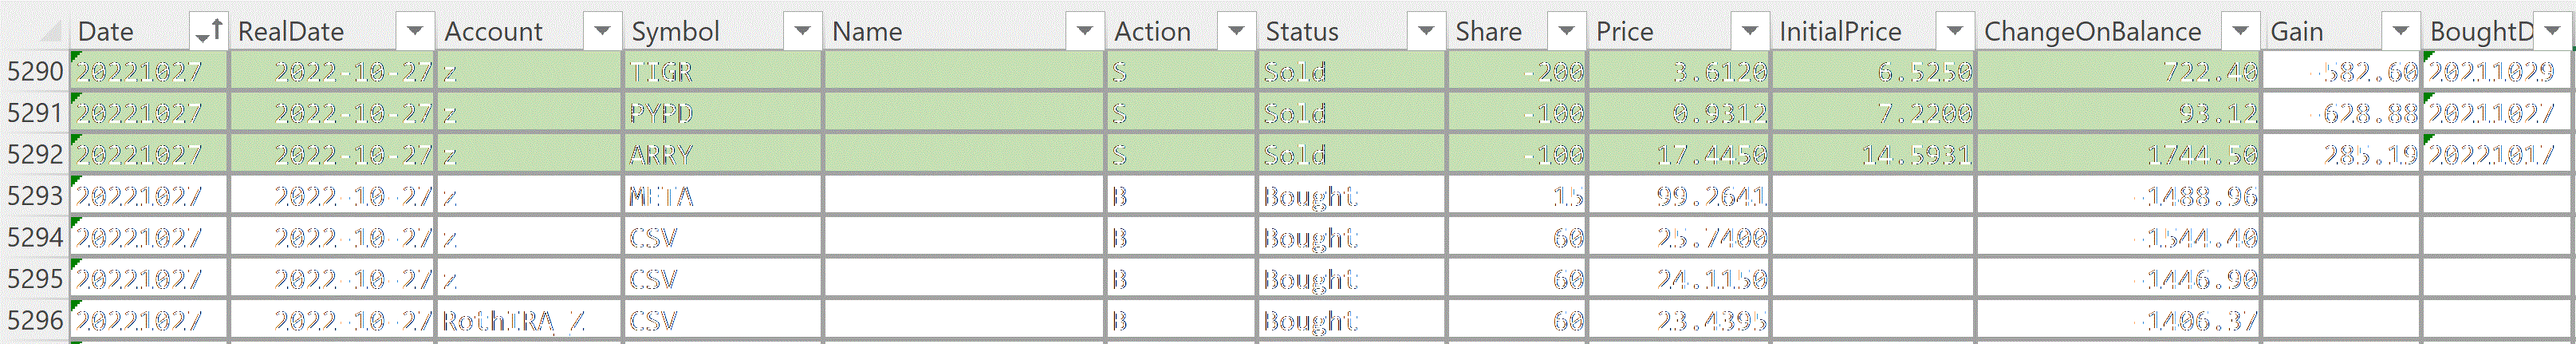 Date RealDate Account Symbol Name Action Status Share Price InitialPrice ChangeOnBalance Gain BoughtD
5290 20221027 2022-10-27 z TIGR S Sold -200 3.6120 6.5250 722.40 -582.60 20211029
5291 20221027 2022-10-27 z PYPD S Sold -100 0.9312 7.2200 93.12 -628.88 20211027
5292 20221027 2022-10-27 z ARRY S Sold -100 17.4450 14.5931 1744.50 285.19 20221017
5293 20221027 2022-10-27 z META B Bought 15 99.2641 -1488.96
5294 20221027 2022-10-27 z CSV B Bought 60 25.7400 -1544.40
5295 20221027 2022-10-27 z CSV B Bought 60 24.1150 -1446.90
5296 20221027 2022-10-27 RothIRA_Z CSV B Bought 60 23.4395 -1406.37